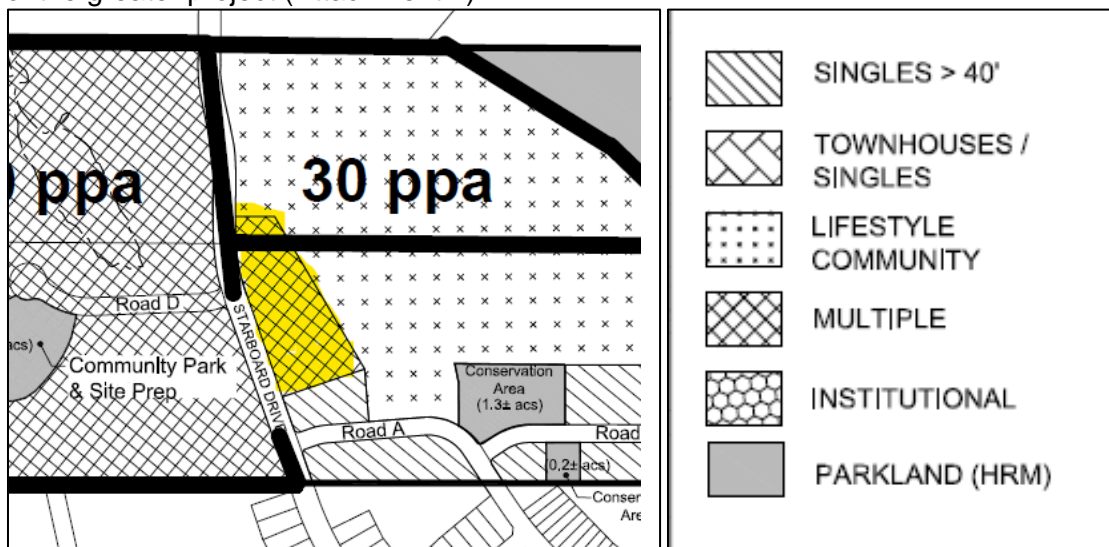 30 ppa
ppa
Road D
STARBOARD DRIVE
acs)
Community Park
& Site Prep
Conservation
Area
(1.3± acs)
Road A
Road
(0.2± acs)
Conser
Are
SINGLES > 40'
TOWNHOUSES /
SINGLES
LIFESTYLE
COMMUNITY
MULTIPLE
INSTITUTIONAL
PARKLAND (HRM)